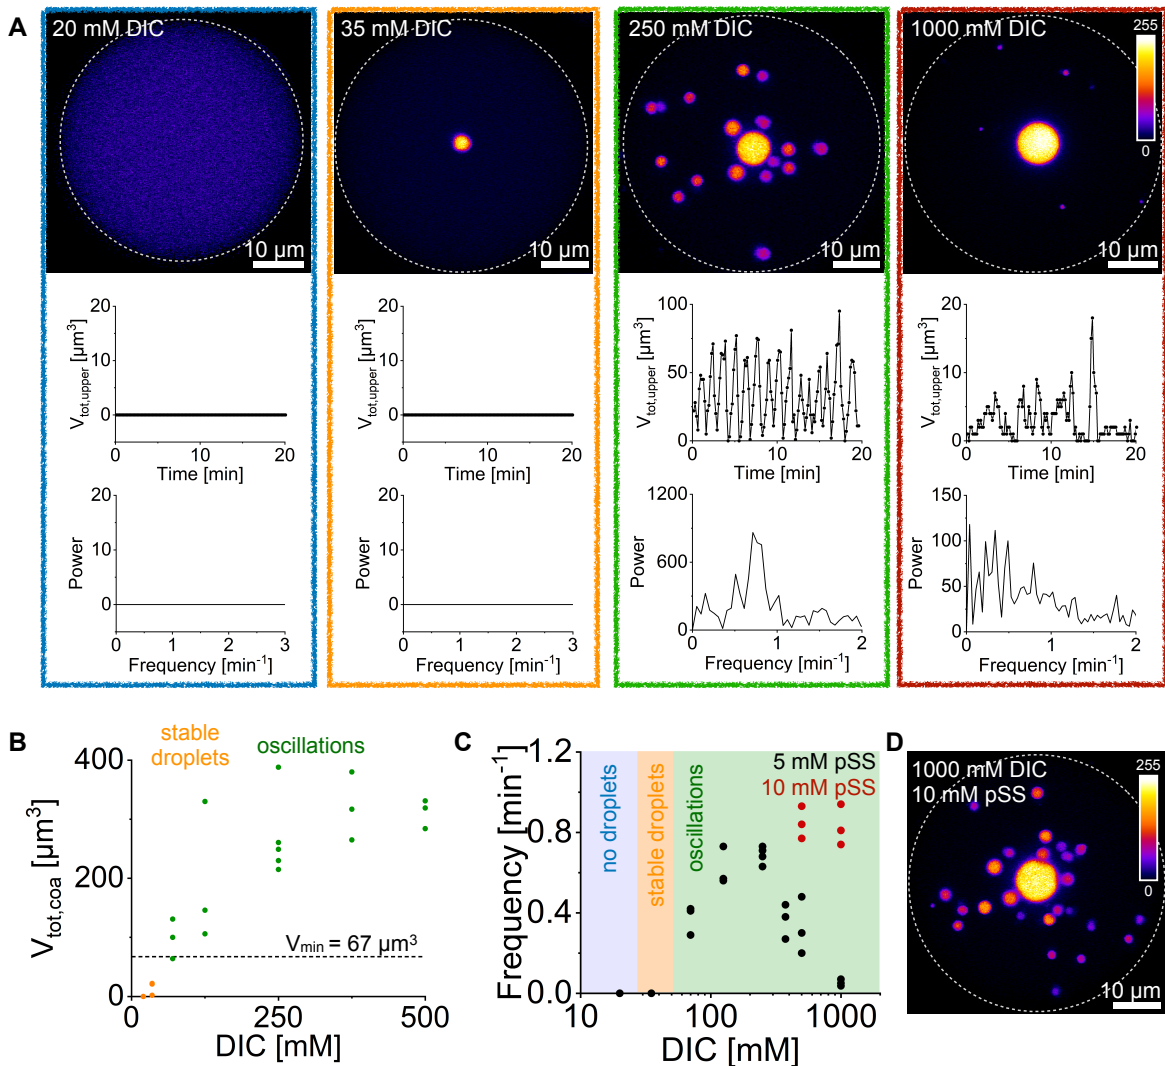 A
20 mM DIC
35 mM DIC
250 mM DIC
1000 mM DIC
255
0
10 µm
10 µm
10 µm
10 µm
20
10
0
Vtot,upper [µm³]
10
20
Time [min]
20
10
0
Vtot,upper [µm³]
0
10
20
Time [min]
100
50
0
Vtot,upper [µm³]
0
10
20
Time [min]
20
10
0
Vtot,upper [µm³]
0
10
20
Time [min]
20
10
0
Power
0
1
2
3
Frequency [min⁻¹]
20
10
0
Power
0
1
2
3
Frequency [min⁻¹]
1200
600
0
Power
0
1
2
Frequency [min⁻¹]
150
100
50
0
Power
0
1
2
Frequency [min⁻¹]
B
stable
droplets
oscillations
400
200
0
Vtot,coa [µm³]
Vmin = 67 µm³
0
250
500
DIC [mM]
C
1.2
0.8
0.4
0.0
Frequency [min⁻¹]
no droplets
stable droplets
oscillations
5 mM pSS
10 mM pSS
10
100
1000
DIC [mM]
D
1000 mM DIC
10 mM pSS
255
0
10 µm